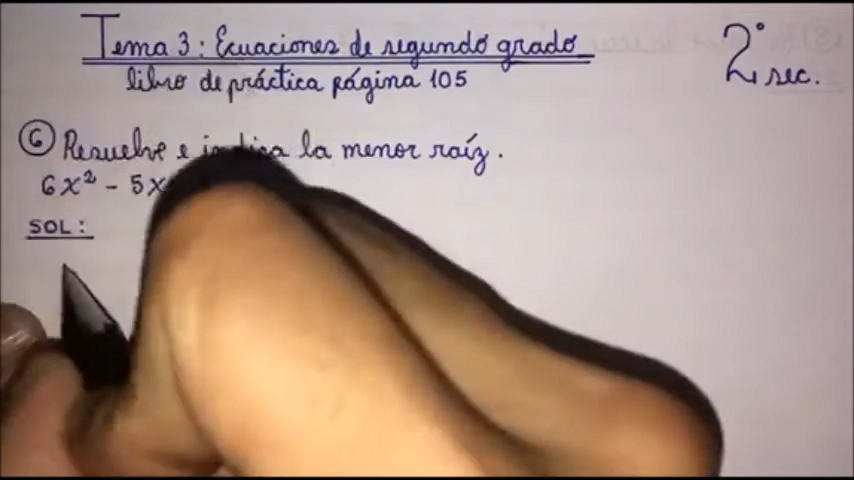 Tema 3: Ecuaciones de segundo grado
2° sec.
libro de práctica página 105
6 Resuelve e indica la menor raíz.
6x² - 5x
SOL: